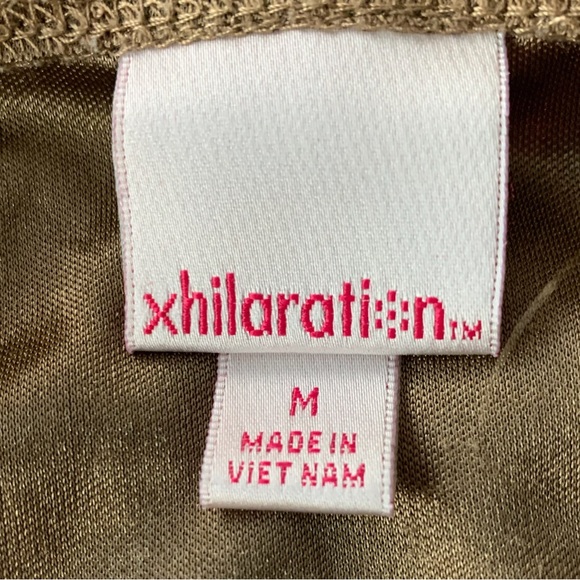 xhilaration™
M
MADE IN
VIET NAM